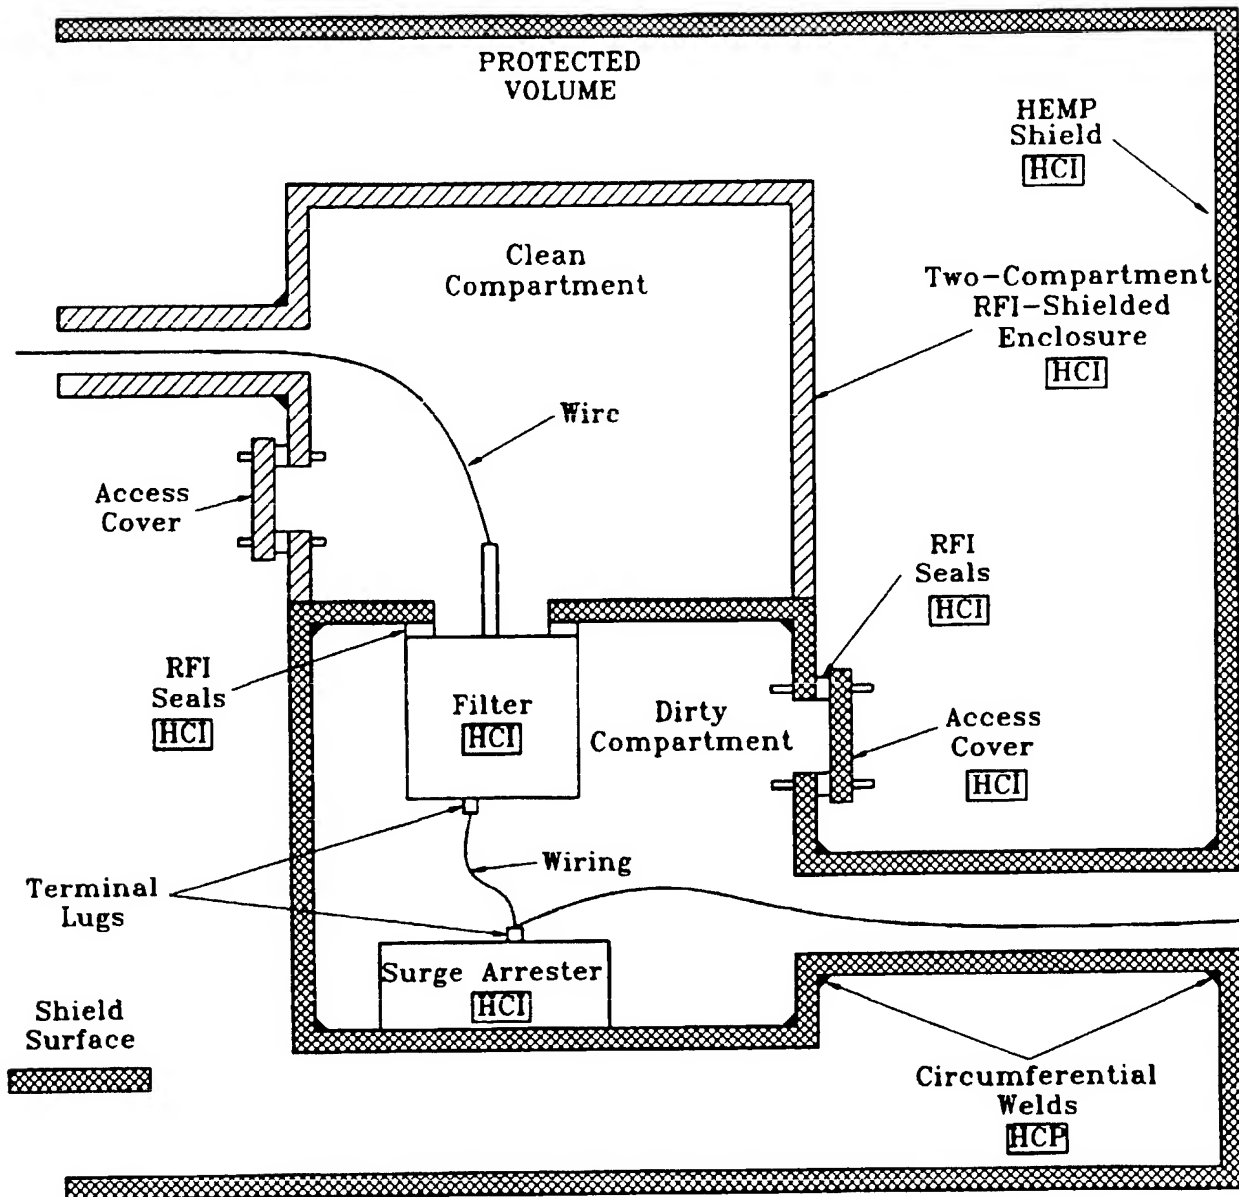 PROTECTED
VOLUME
HEMP
Shield
HCI
Clean
Compartment
Two-Compartment
RFI-Shielded
Enclosure
HCI
Wire
Access
Cover
RFI
Seals
HCI
RFI
Seals
HCI
Filter
HCI
Dirty
Compartment
Access
Cover
HCI
Wiring
Terminal
Lugs
Surge Arrester
HCI
Shield
Surface
Circumferential
Welds
HCP